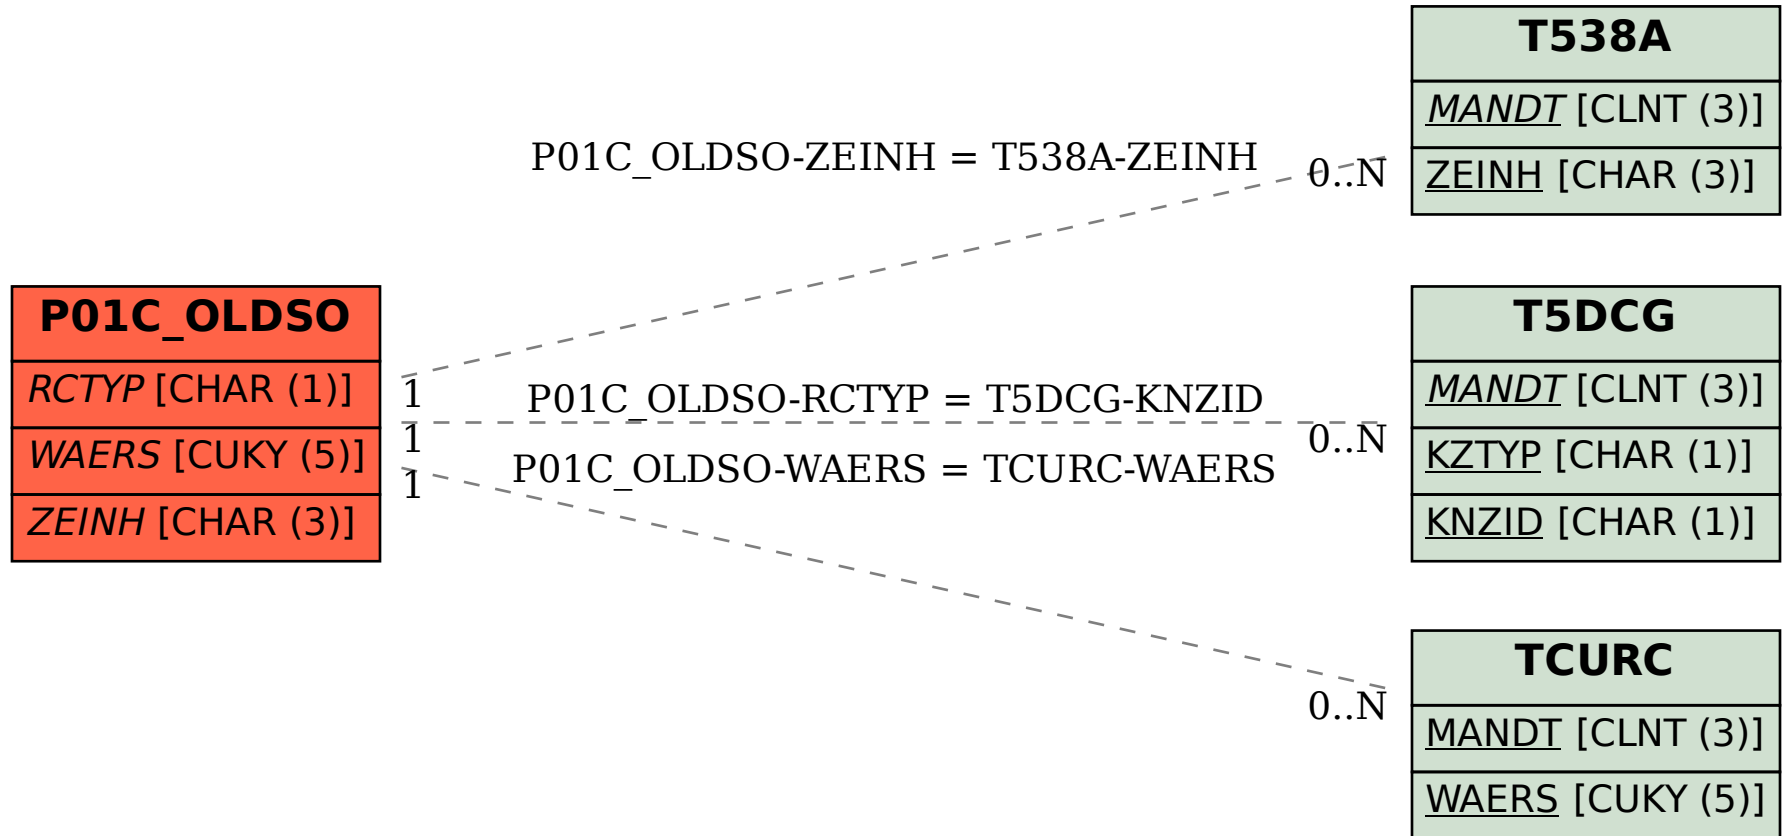 T538A
MANDT [CLNT (3)]
ZEINH [CHAR (3)]
P01C_OLDSO-ZEINH = T538A-ZEINH
0..N
P01C_OLDSO
RCTYP [CHAR (1)]
WAERS [CUKY (5)]
ZEINH [CHAR (3)]
1
1
1
P01C_OLDSO-RCTYP = T5DCG-KNZID
0..N
P01C_OLDSO-WAERS = TCURC-WAERS
0..N
T5DCG
MANDT [CLNT (3)]
KZTYP [CHAR (1)]
KNZID [CHAR (1)]
TCURC
MANDT [CLNT (3)]
WAERS [CUKY (5)]